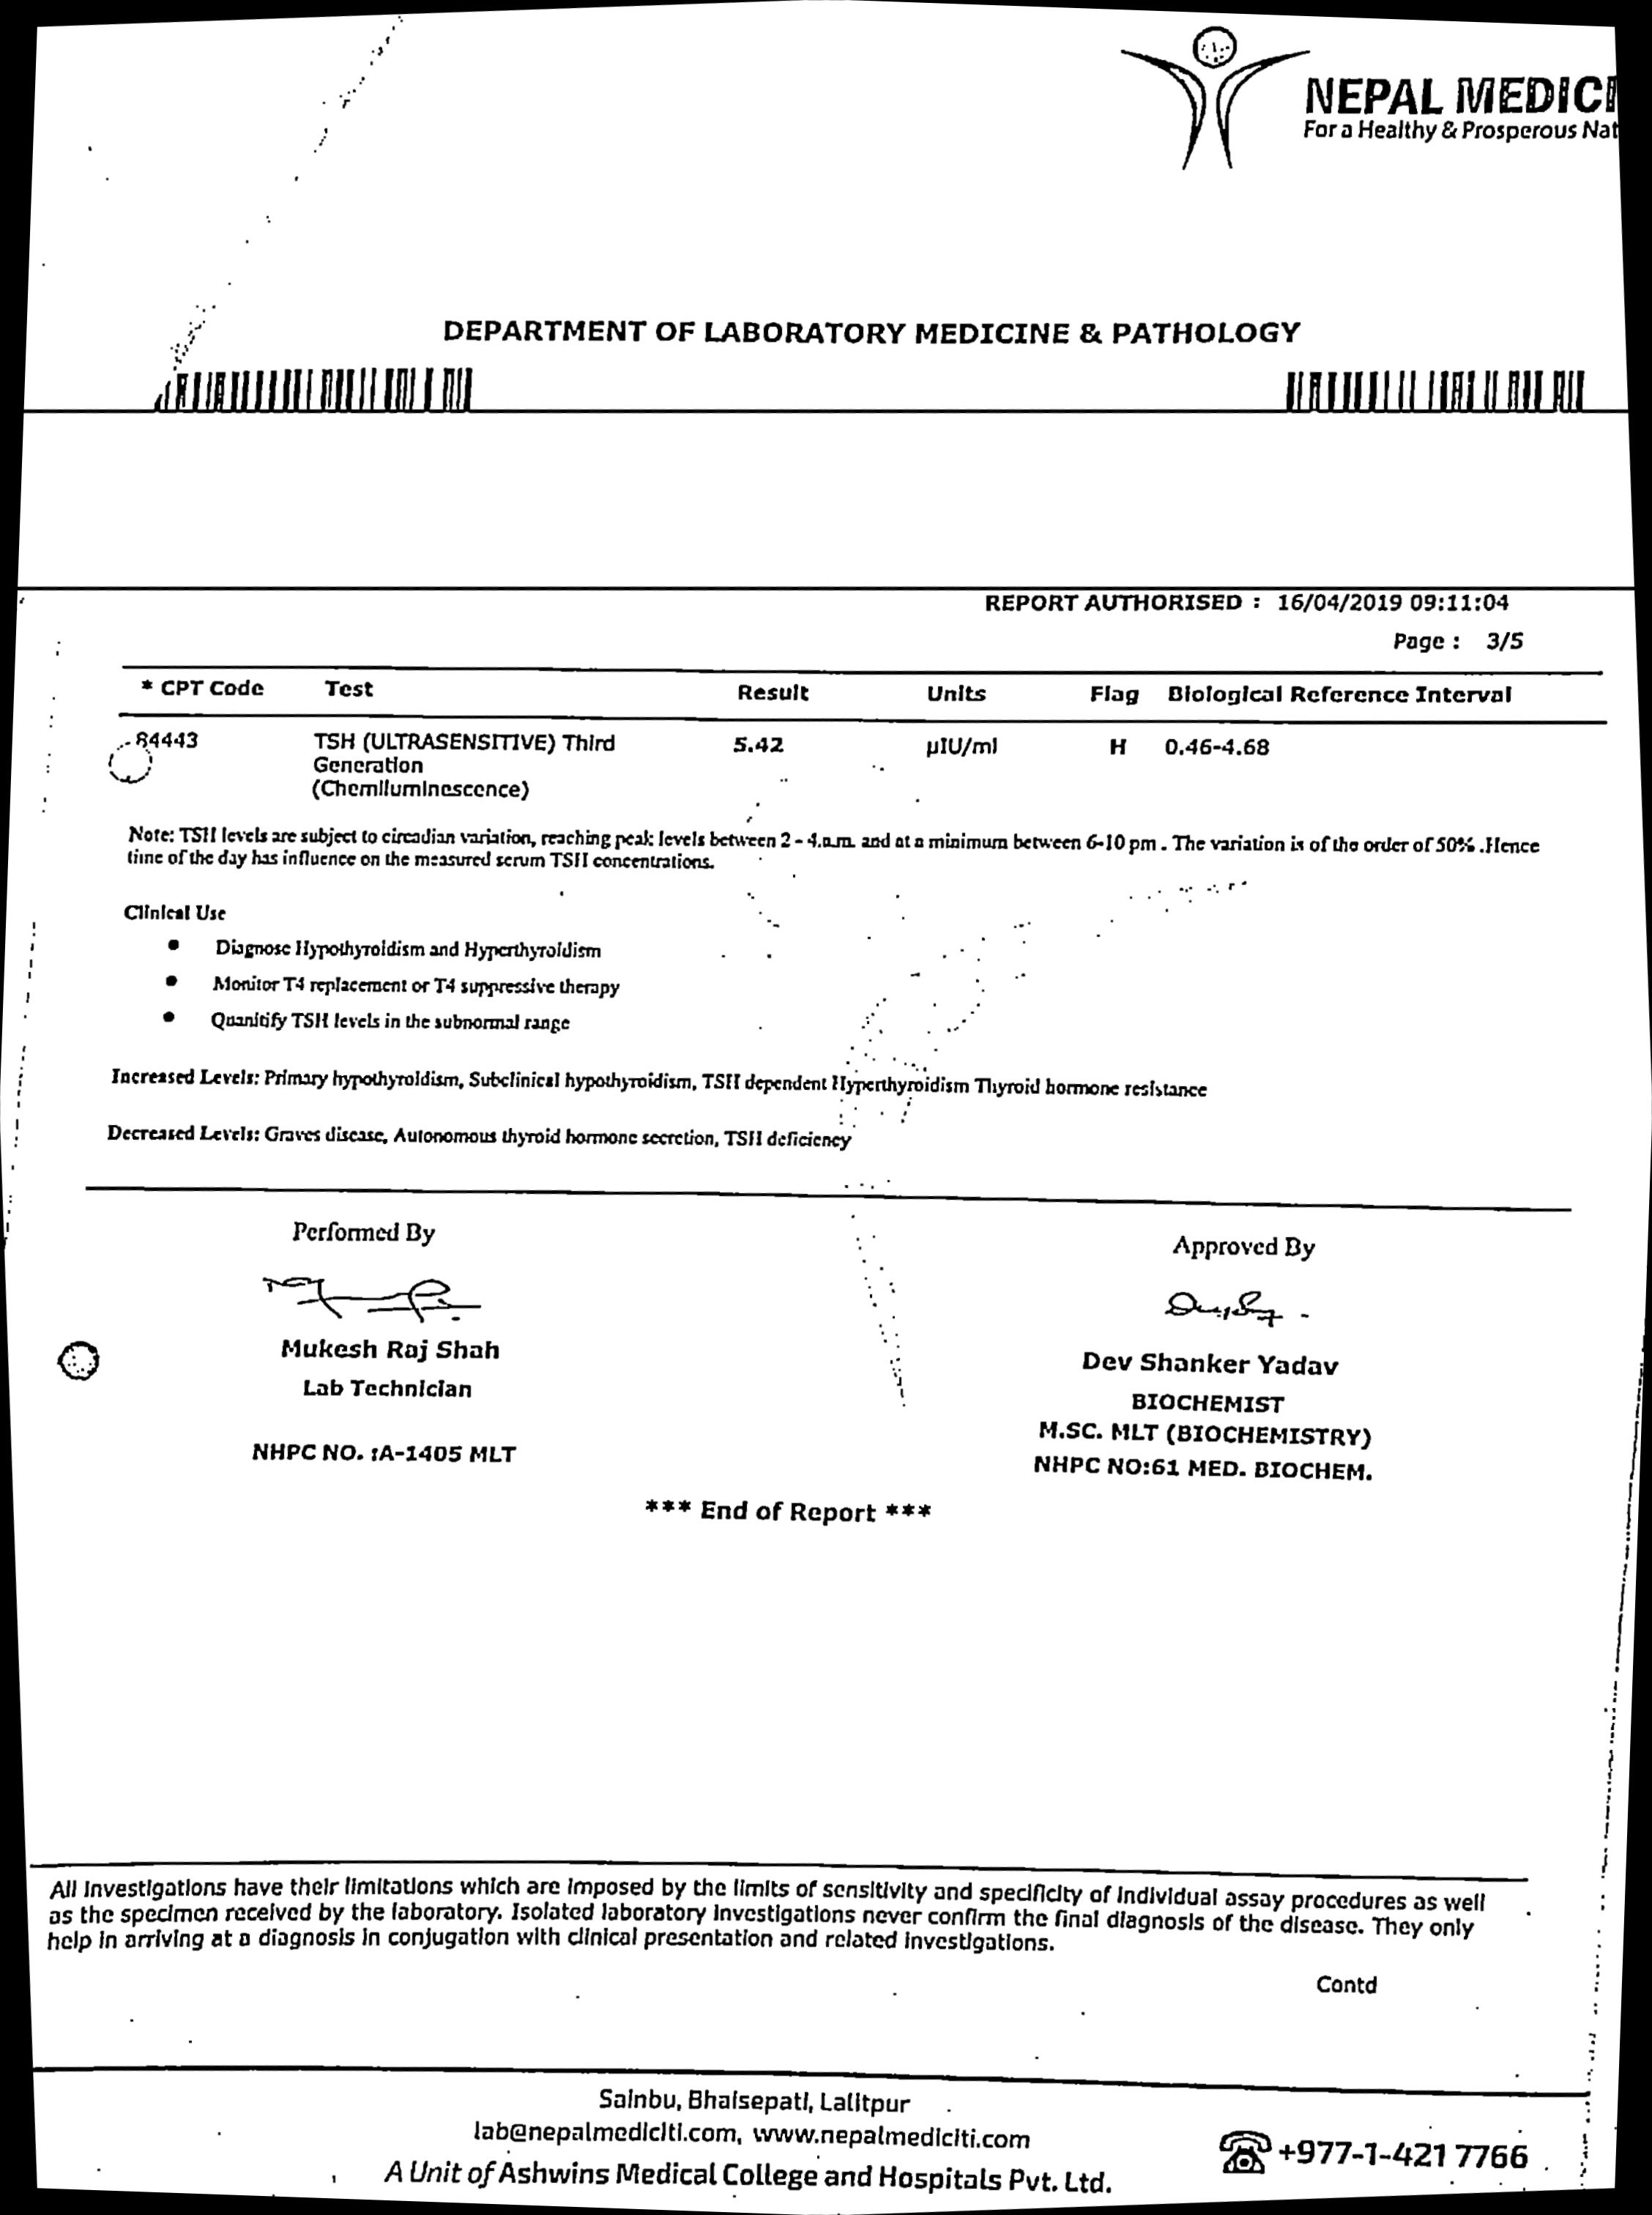 NEPAL MEDICI
For a Healthy & Prosperous Nat
DEPARTMENT OF LABORATORY MEDICINE & PATHOLOGY
REPORT AUTHORISED : 16/04/2019 09:11:04
Page : 3/5
* CPT Code Test Result Units Flag Biological Reference Interval
84443 TSH (ULTRASENSITIVE) Third 5.42 µIU/ml H 0.46-4.68
Generation
(Chemiluminescence)
Note: TSH levels are subject to circadian variation, reaching peak levels between 2 - 4.a.m. and at a minimum between 6-10 pm . The variation is of the order of 50% .Hence
time of the day has influence on the measured serum TSH concentrations.
Clinical Use
• Diagnose Hypothyroidism and Hyperthyroidism
• Monitor T4 replacement or T4 suppressive therapy
• Quanitify TSH levels in the subnormal range
Increased Levels: Primary hypothyroidism, Subclinical hypothyroidism, TSH dependent Hyperthyroidism Thyroid hormone resistance
Decreased Levels: Graves disease, Autonomous thyroid hormone secretion, TSH deficiency
Performed By
Approved By
Mukesh Raj Shah
Dev Shanker Yadav
Lab Technician
BIOCHEMIST
M.SC. MLT (BIOCHEMISTRY)
NHPC NO. :A-1405 MLT
NHPC NO:61 MED. BIOCHEM.
*** End of Report ***
All investigations have their limitations which are imposed by the limits of sensitivity and specificity of individual assay procedures as well
as the specimen received by the laboratory. Isolated laboratory investigations never confirm the final diagnosis of the disease. They only
help in arriving at a diagnosis in conjugation with clinical presentation and related investigations.
Contd
Sainbu, Bhaisepati, Lalitpur
lab@nepalmediciti.com, www.nepalmediciti.com
+977-1-421 7766
A Unit of Ashwins Medical College and Hospitals Pvt. Ltd.